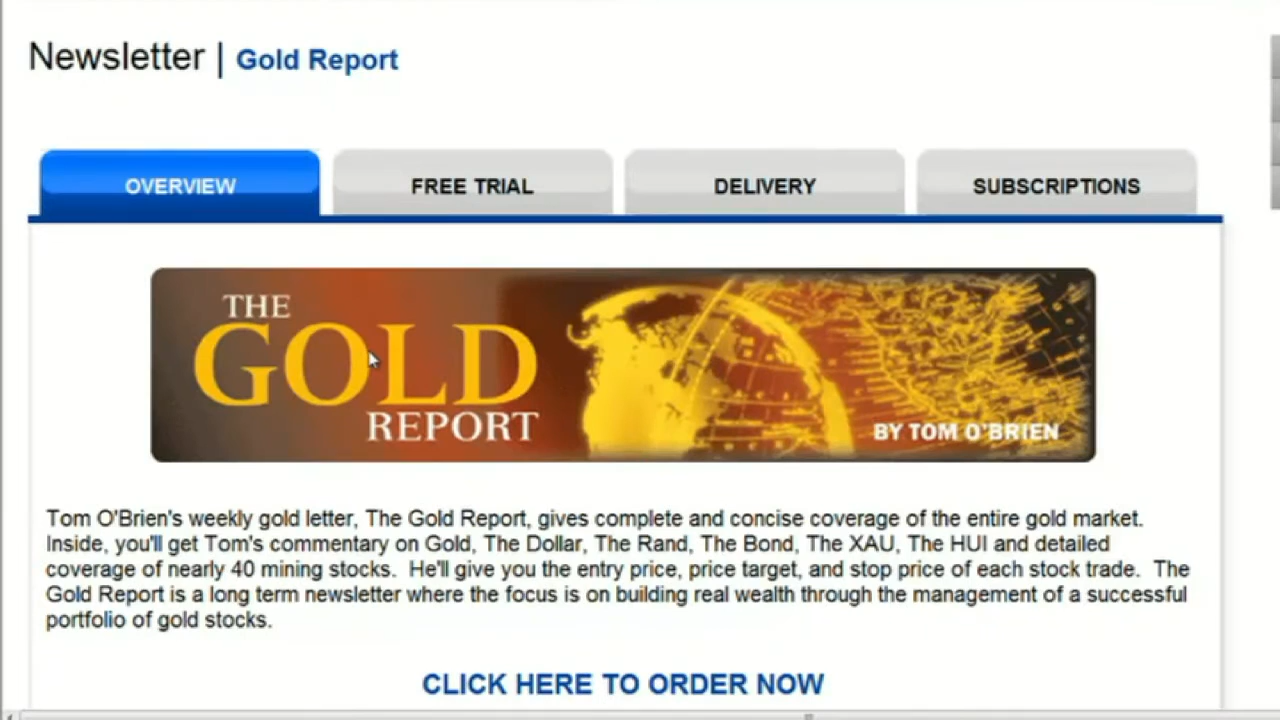 Newsletter | Gold Report
OVERVIEW FREE TRIAL DELIVERY SUBSCRIPTIONS
THE
GOLD
REPORT
BY TOM O'BRIEN
Tom O'Brien's weekly gold letter, The Gold Report, gives complete and concise coverage of the entire gold market.
Inside, you'll get Tom's commentary on Gold, The Dollar, The Rand, The Bond, The XAU, The HUI and detailed
coverage of nearly 40 mining stocks.  He'll give you the entry price, price target, and stop price of each stock trade.  The
Gold Report is a long term newsletter where the focus is on building real wealth through the management of a successful
portfolio of gold stocks.
CLICK HERE TO ORDER NOW